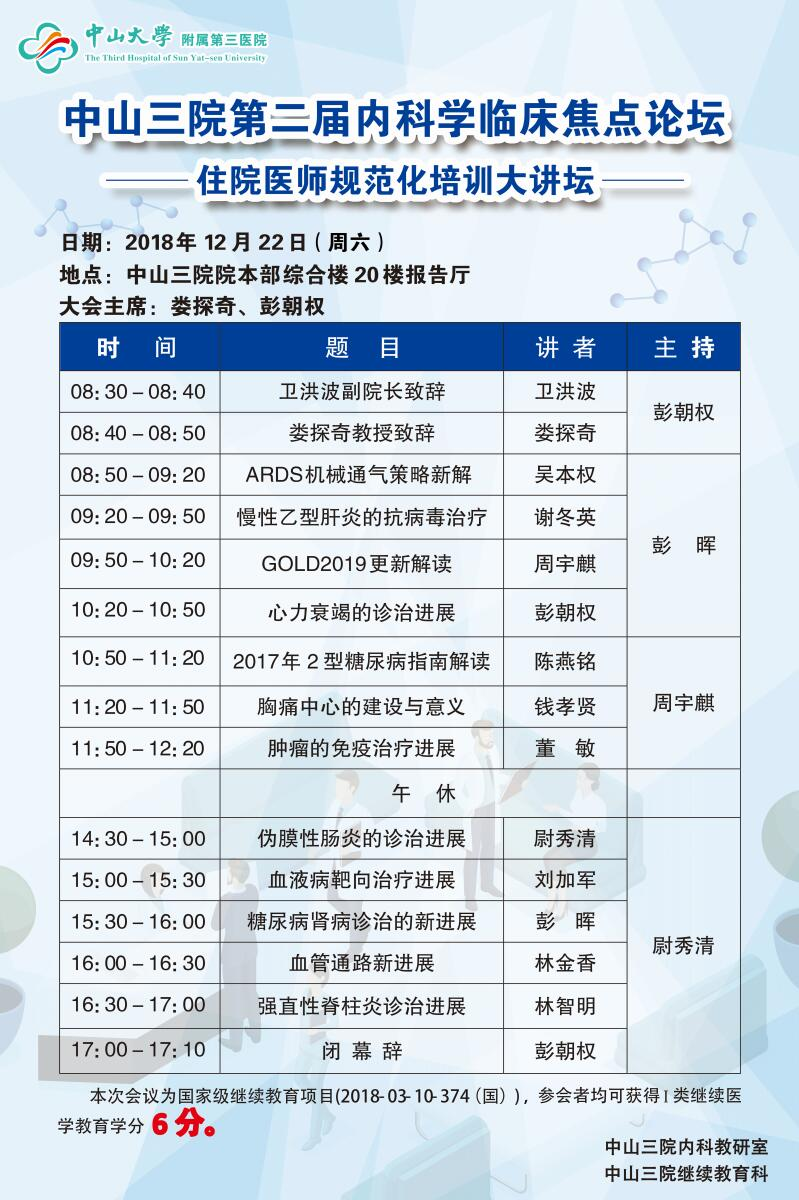 中山大學 附属第三医院
The Third Hospital of Sun Yat-sen University
中山三院第二届内科学临床焦点论坛
住院医师规范化培训大讲坛
日期：2018年12月22日（周六）
地点：中山三院院本部综合楼20楼报告厅
大会主席：娄探奇、彭朝权
时 间 题 目 讲 者 主 持
08:30-08:40 卫洪波副院长致辞 卫洪波 彭朝权
08:40-08:50 娄探奇教授致辞 娄探奇
08:50-09:20 ARDS机械通气策略新解 吴本权 彭 晖
09:20-09:50 慢性乙型肝炎的抗病毒治疗 谢冬英
09:50-10:20 GOLD2019更新解读 周宇麒
10:20-10:50 心力衰竭的诊治进展 彭朝权
10:50-11:20 2017年2型糖尿病指南解读 陈燕铭 周宇麒
11:20-11:50 胸痛中心的建设与意义 钱孝贤
11:50-12:20 肿瘤的免疫治疗进展 董 敏
午 休
14:30-15:00 伪膜性肠炎的诊治进展 尉秀清 尉秀清
15:00-15:30 血液病靶向治疗进展 刘加军
15:30-16:00 糖尿病肾病诊治的新进展 彭 晖
16:00-16:30 血管通路新进展 林金香
16:30-17:00 强直性脊柱炎诊治进展 林智明
17:00-17:10 闭 幕 辞 彭朝权
本次会议为国家级继续教育项目(2018-03-10-374（国）)，参会者均可获得I类继续医
学教育学分 6分。
中山三院内科教研室
中山三院继续教育科